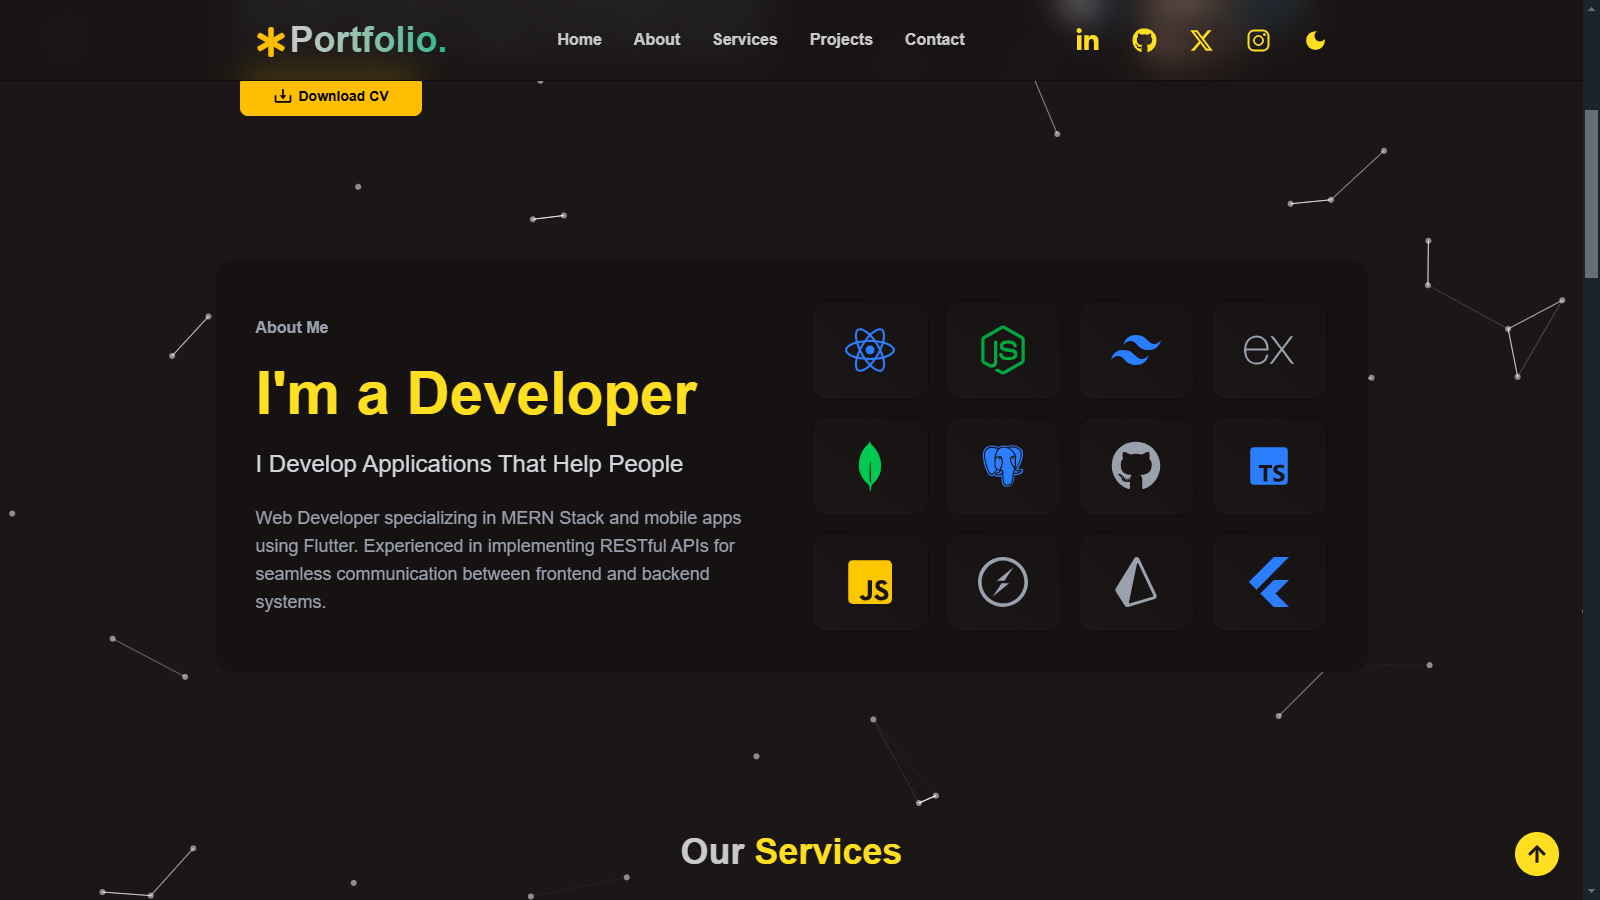 Portfolio.
Home
About
Services
Projects
Contact
Download CV
About Me
I'm a Developer
I Develop Applications That Help People
Web Developer specializing in MERN Stack and mobile apps
using Flutter. Experienced in implementing RESTful APIs for
seamless communication between frontend and backend
systems.
JS
ex
TS
JS
Our Services